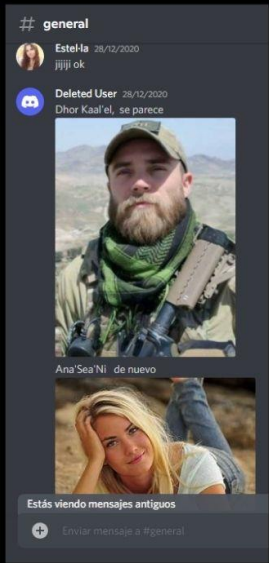 # general
Estel·la 28/12/2020
jijiji ok
Deleted User 28/12/2020
Dhor Kaal'el, se parece
Ana'Sea'Ni de nuevo
Estás viendo mensajes antiguos
Enviar mensaje a #general